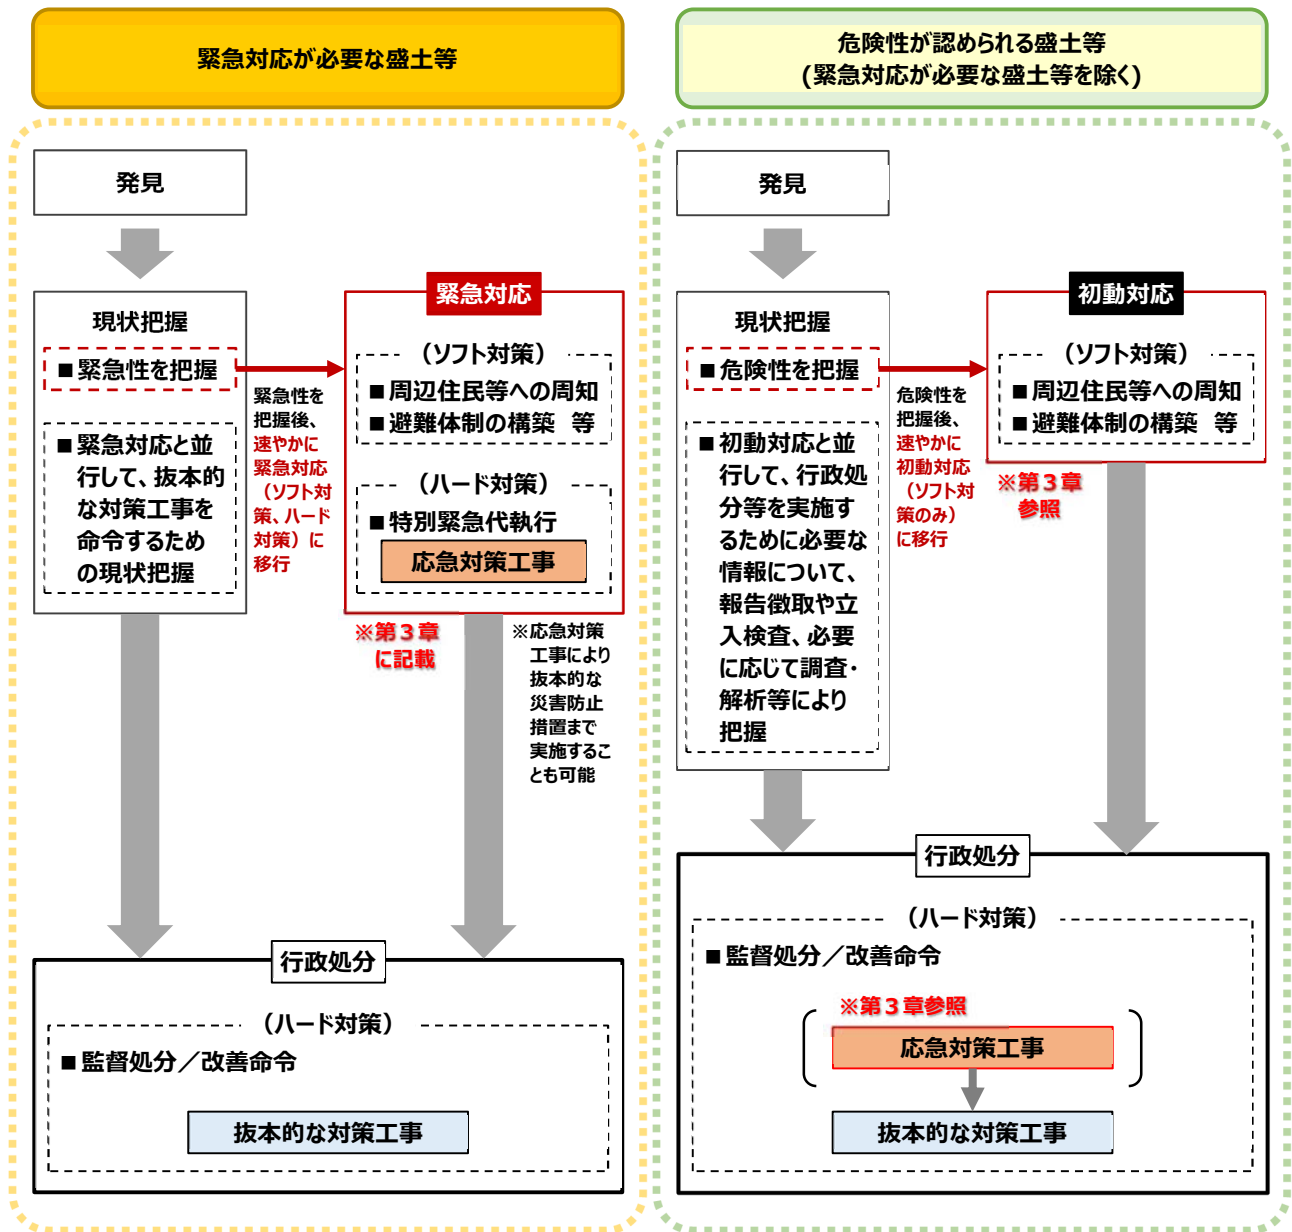 緊急対応が必要な盛土等
発見
現状把握
■緊急性を把握
■緊急対応と並
行して、抜本的
な対策工事を
命令するため
の現状把握
緊急性を
把握後、
速やかに
緊急対応
（ソフト対
策、ハード
対策）に
移行
緊急対応
（ソフト対策）
■周辺住民等への周知
■避難体制の構築 等
（ハード対策）
■特別緊急代執行
応急対策工事
※第３章
に記載
※応急対策
工事により
抜本的な
災害防止
措置まで
実施するこ
とも可能
行政処分
（ハード対策）
■監督処分／改善命令
抜本的な対策工事
危険性が認められる盛土等
(緊急対応が必要な盛土等を除く)
発見
現状把握
■危険性を把握
■初動対応と並
行して、行政処
分等を実施す
るために必要な
情報について、
報告徴取や立
入検査、必要
に応じて調査・
解析等により
把握
危険性を
把握後、
速やかに
初動対応
（ソフト対
策のみ）
に移行
初動対応
（ソフト対策）
■周辺住民等への周知
■避難体制の構築 等
※第３章
参照
行政処分
（ハード対策）
■監督処分／改善命令
※第３章参照
応急対策工事
抜本的な対策工事